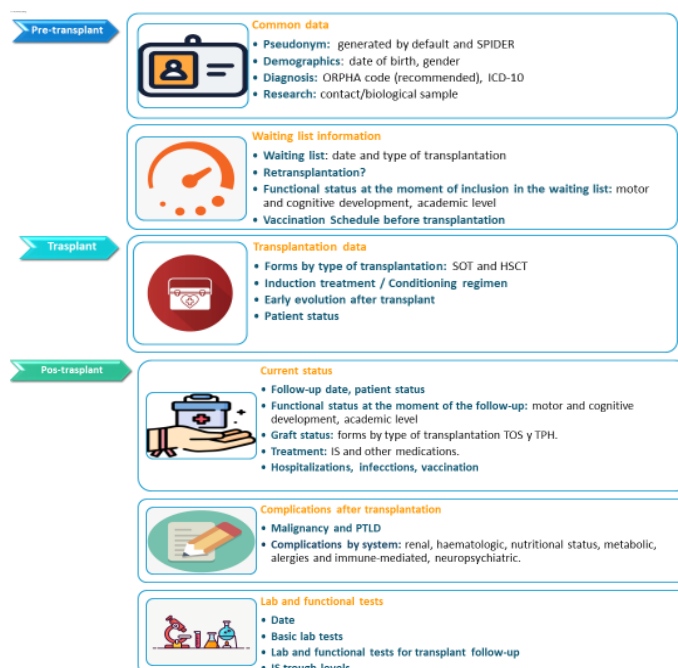 Pre-transplant
Common data
• Pseudonym: generated by default and SPIDER
• Demographics: date of birth, gender
• Diagnosis: ORPHA code (recommended), ICD-10
• Research: contact/biological sample
Waiting list information
• Waiting list: date and type of transplantation
• Retransplantation?
• Functional status at the moment of inclusion in the waiting list: motor
and cognitive development, academic level
• Vaccination Schedule before transplantation
Trasplant
Transplantation data
• Forms by type of transplantation: SOT and HSCT
• Induction treatment / Conditioning regimen
• Early evolution after transplant
• Patient status
Pos-trasplant
Current status
• Follow-up date, patient status
• Functional status at the moment of the follow-up: motor and cognitive
development, academic level
• Graft status: forms by type of transplantation TOS y TPH.
• Treatment: IS and other medications.
• Hospitalizations, infecctions, vaccination
Complications after transplantation
• Malignancy and PTLD
• Complications by system: renal, haematologic, nutritional status, metabolic,
alergies and immune-mediated, neuropsychiatric.
Lab and functional tests
• Date
• Basic lab tests
• Lab and functional tests for transplant follow-up
• IS trough levels